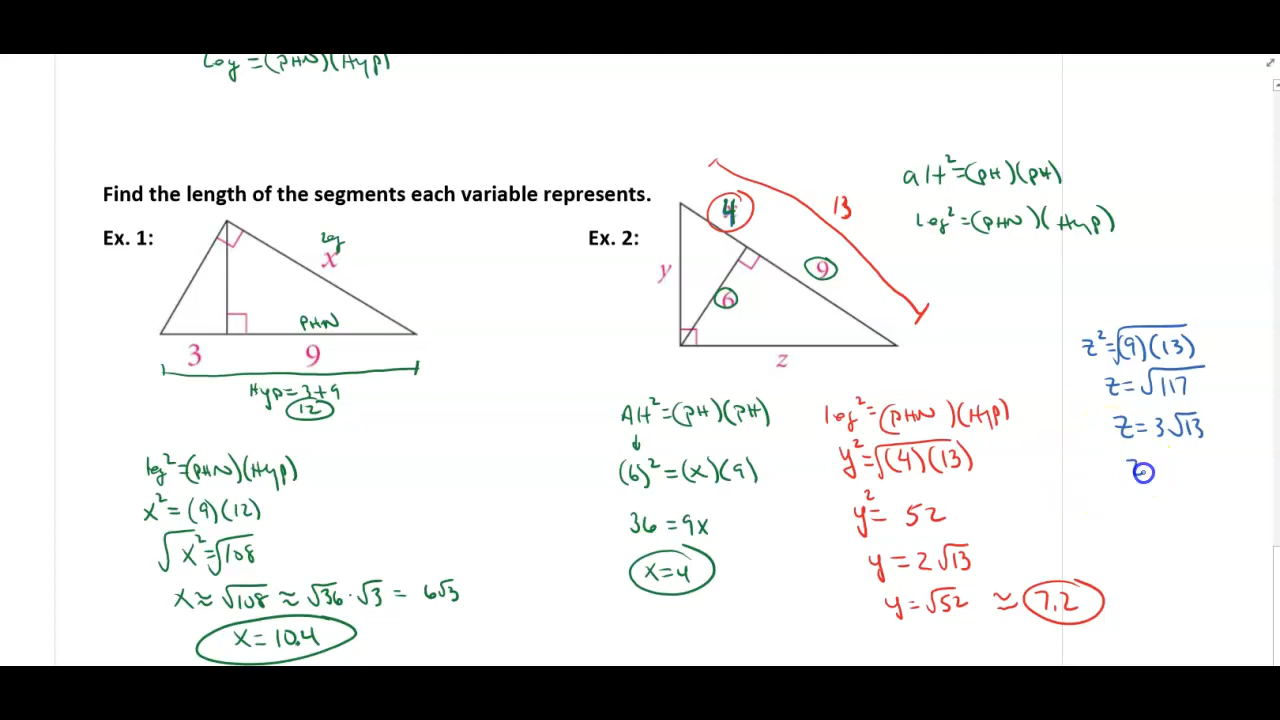 leg = (PHN)(Hyp)
Find the length of the segments each variable represents.
Ex. 1:
leg
x
PHN
3
9
Hyp = 3+9
12
leg² = (PHN)(Hyp)
x² = (9)(12)
√x² = √108
x ≈ √108 ≈ √36 · √3 = 6√3
x = 10.4
Ex. 2:
4
13
y
9
6
z
alt² = (PH)(PH)
leg² = (PHN)(Hyp)
Alt² = (PH)(PH)
(6)² = (x)(9)
36 = 9x
x = 4
leg² = (PHN)(Hyp)
y² = √(4)(13)
y² = 52
y = 2√13
y = √52 ≈ 7.2
z² = √(9)(13)
z = √117
z = 3√13